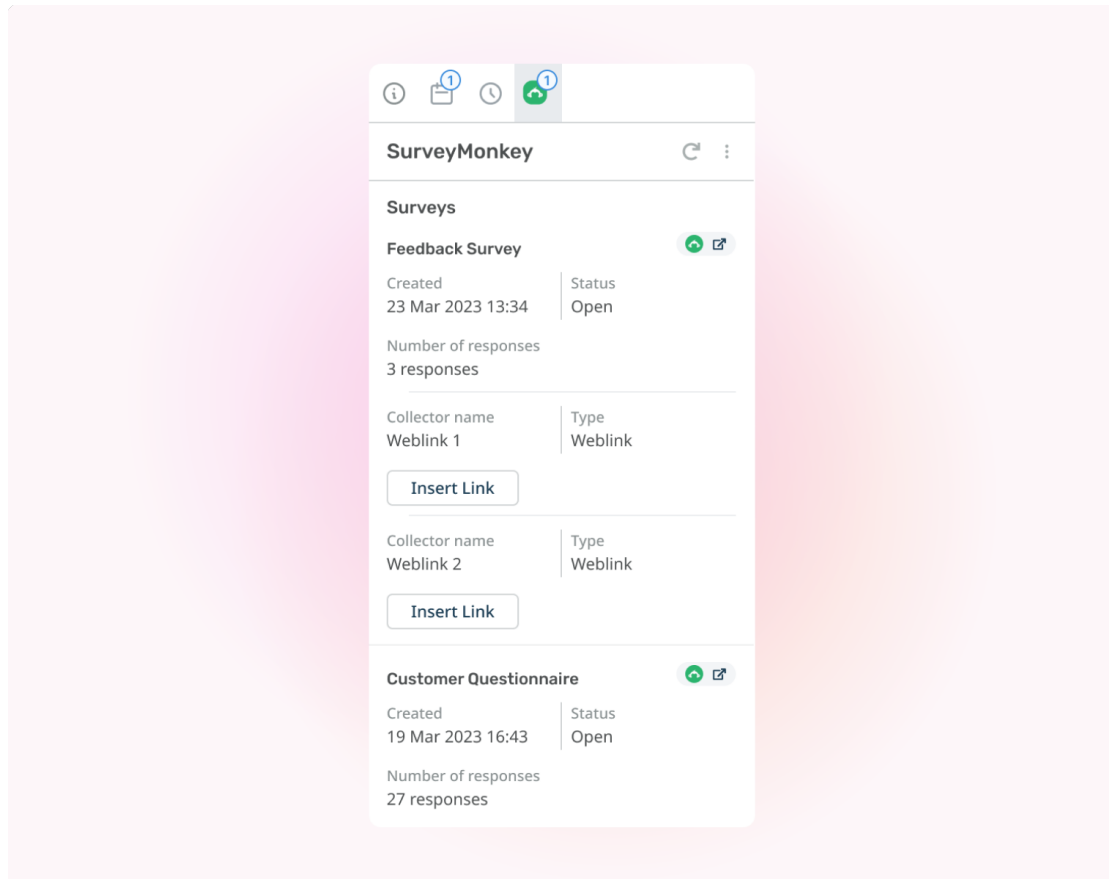 1
1
SurveyMonkey
Surveys
Feedback Survey
Created
Status
23 Mar 2023 13:34
Open
Number of responses
3 responses
Collector name
Type
Weblink 1
Weblink
Insert Link
Collector name
Type
Weblink 2
Weblink
Insert Link
Customer Questionnaire
Created
Status
19 Mar 2023 16:43
Open
Number of responses
27 responses